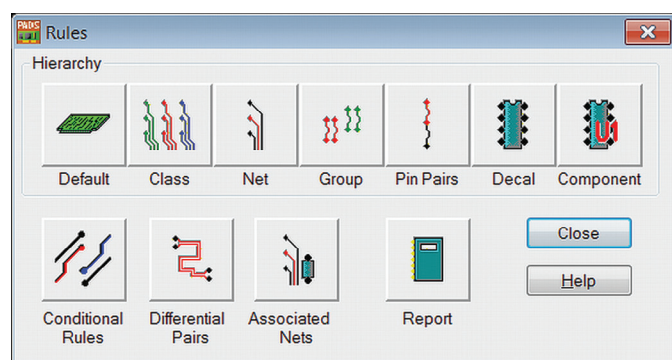 PADS
Rules
Hierarchy
Default Class Net Group Pin Pairs Decal Component
U1
Close
Help
Conditional Rules
Differential Pairs
Associated Nets
Report